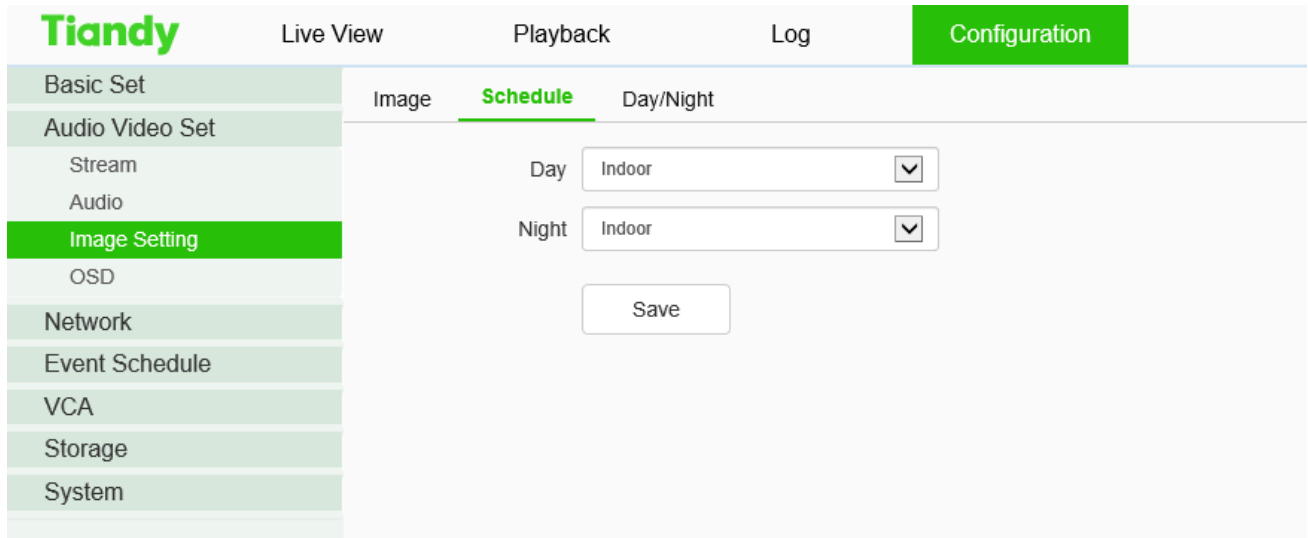 Tiandy Live View Playback Log Configuration
Basic Set
Audio Video Set
Stream
Audio
Image Setting
OSD
Network
Event Schedule
VCA
Storage
System
Image Schedule Day/Night
Day Indoor
Night Indoor
Save